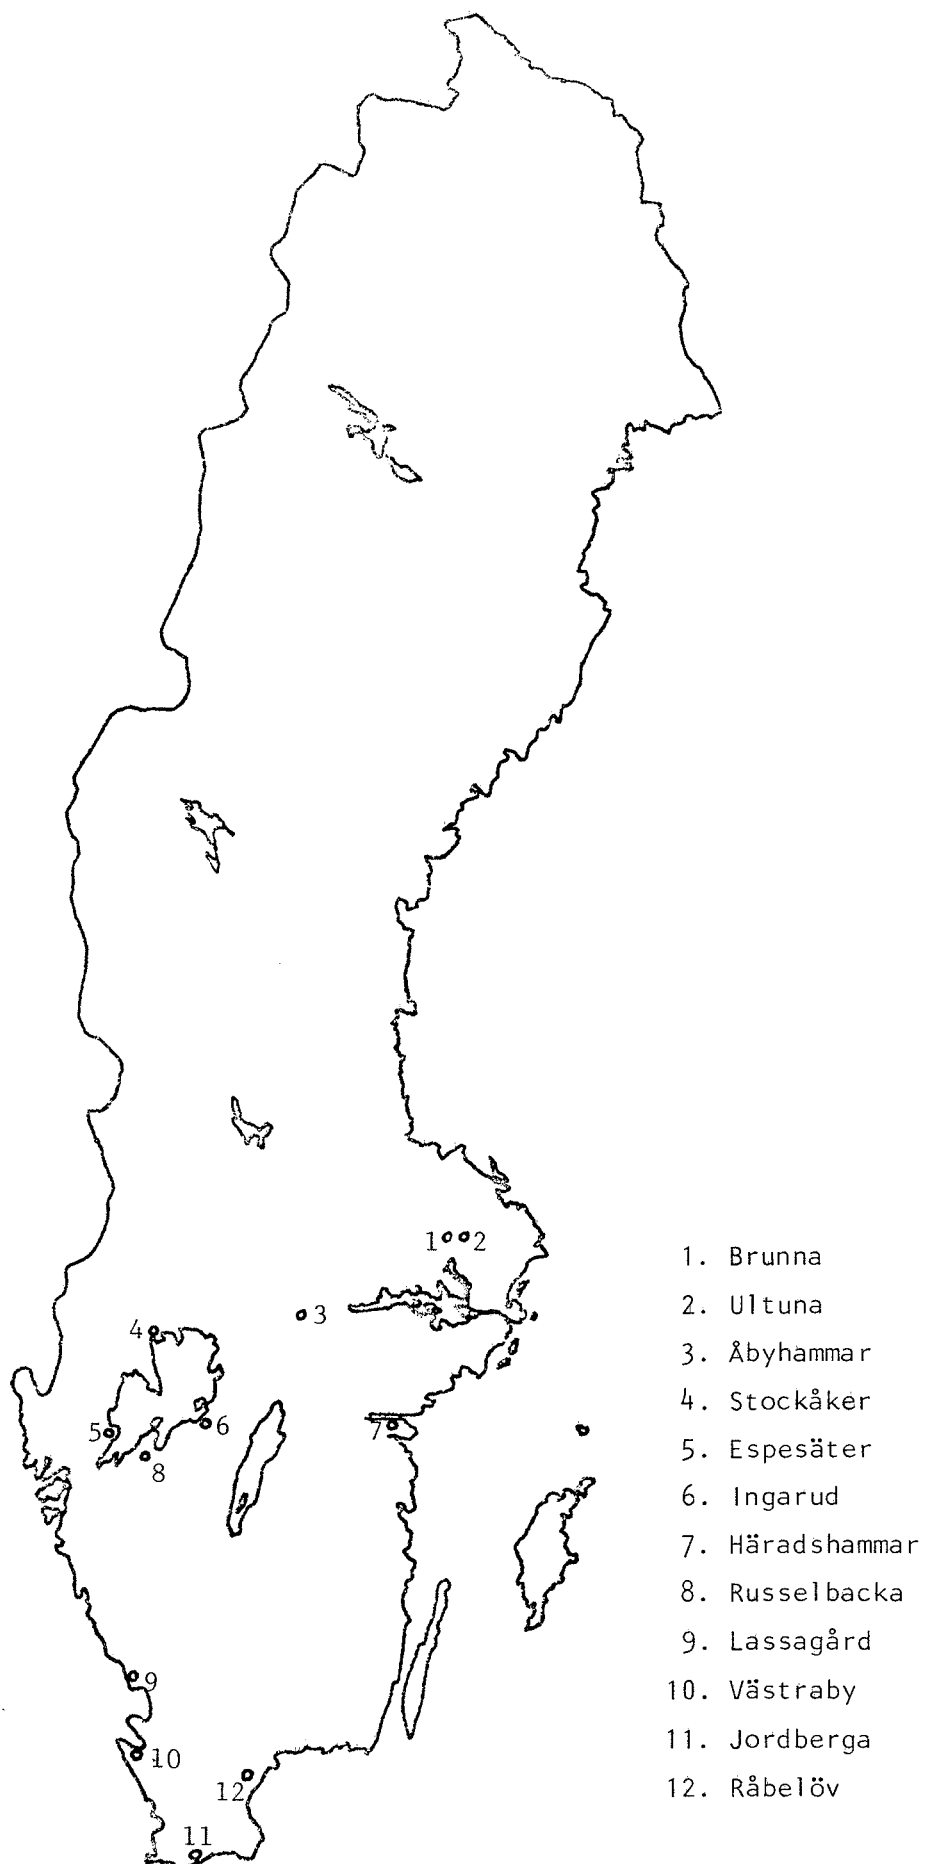 1 2
3
4
5 6
7
8
9
10
12
11
1. Brunna
2. Ultuna
3. Åbyhammar
4. Stockåker
5. Espesäter
6. Ingarud
7. Häradshammar
8. Russelbacka
9. Lassagård
10. Västraby
11. Jordberga
12. Råbelöv